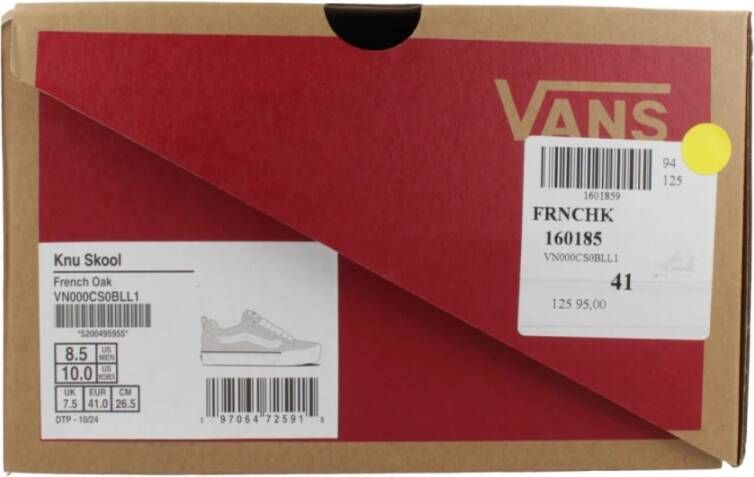 VANS
94
125
1601859
FRNCHK
160185
VN000CS0BLL1
41
125 95,00
Knu Skool
French Oak
VN000CS0BLL1
*5200495955*
8.5 US MEN
10.0 US WOMEN
UK EUR CM
7.5 41.0 26.5
DTP - 10/24
1 97064 72591 5